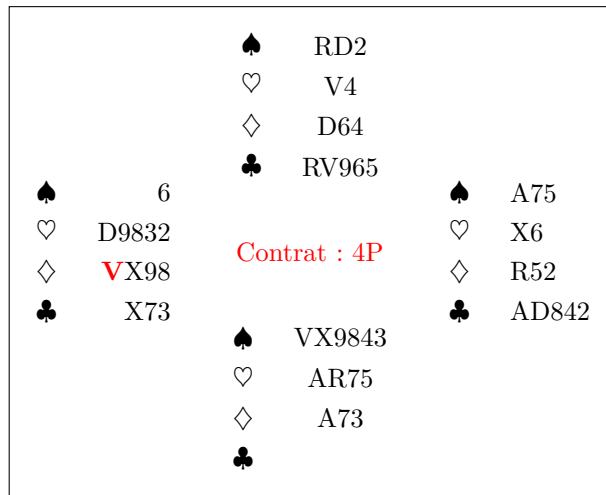 ♠ RD2
♡ V4
♢ D64
♣ RV965
♠ 6
♡ D9832
♢ VX98
♣ X73
Contrat : 4P
♠ A75
♡ X6
♢ R52
♣ AD842
♠ VX9843
♡ AR75
♢ A73
♣